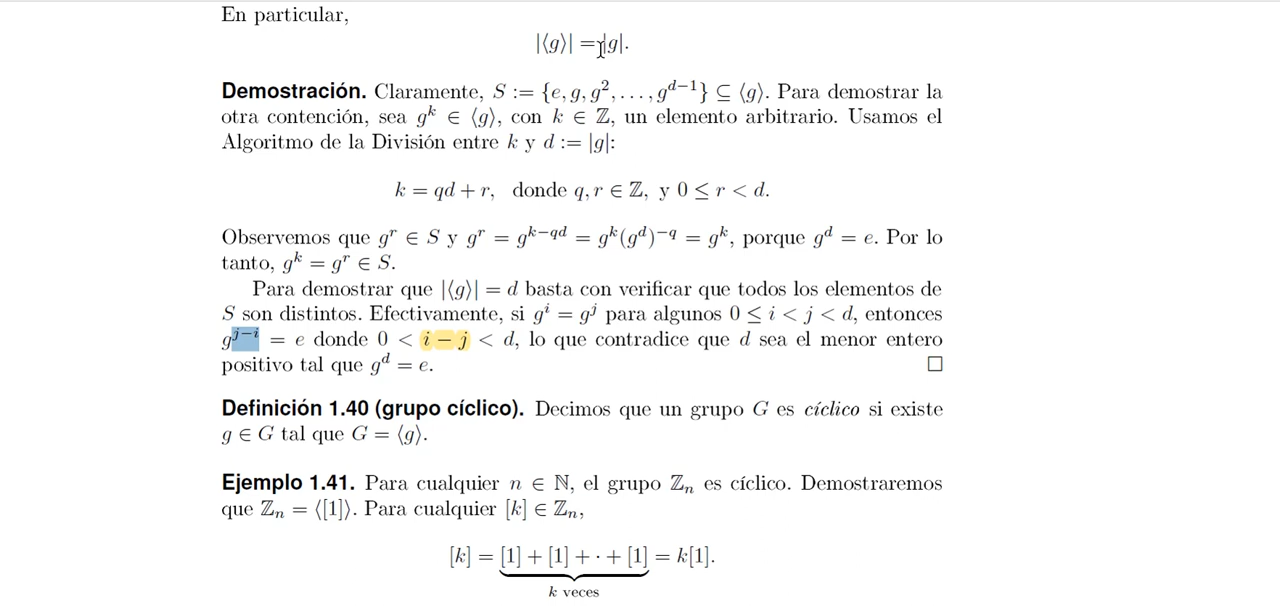 En particular,
|⟨g⟩| = |g|.
Demostración. Claramente, S := {e, g, g², . . . , g^{d−1}} ⊆ ⟨g⟩. Para demostrar la
otra contención, sea g^k ∈ ⟨g⟩, con k ∈ ℤ, un elemento arbitrario. Usamos el
Algoritmo de la División entre k y d := |g|:
k = qd + r, donde q, r ∈ ℤ, y 0 ≤ r < d.
Observemos que g^r ∈ S y g^r = g^{k−qd} = g^k(g^d)^{−q} = g^k, porque g^d = e. Por lo
tanto, g^k = g^r ∈ S.
Para demostrar que |⟨g⟩| = d basta con verificar que todos los elementos de
S son distintos. Efectivamente, si g^i = g^j para algunos 0 ≤ i < j < d, entonces
g^{j−i} = e donde 0 < i − j < d, lo que contradice que d sea el menor entero
positivo tal que g^d = e. □
Definición 1.40 (grupo cíclico). Decimos que un grupo G es cíclico si existe
g ∈ G tal que G = ⟨g⟩.
Ejemplo 1.41. Para cualquier n ∈ ℕ, el grupo ℤ_n es cíclico. Demostraremos
que ℤ_n = ⟨[1]⟩. Para cualquier [k] ∈ ℤ_n,
[k] = [1] + [1] + · + [1] = k[1].
k veces